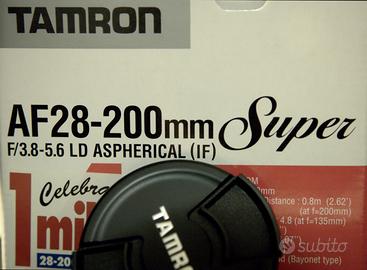 TAMRON
AF28-200mm Super
F/3.8-5.6 LD ASPHERICAL (IF)
Celebra
1 mil
28-20
Distance : 0.8m (2.62')
(at f=200mm)
4.8 (at f=135mm)
d (Bayonet type)
TAMRON
subito